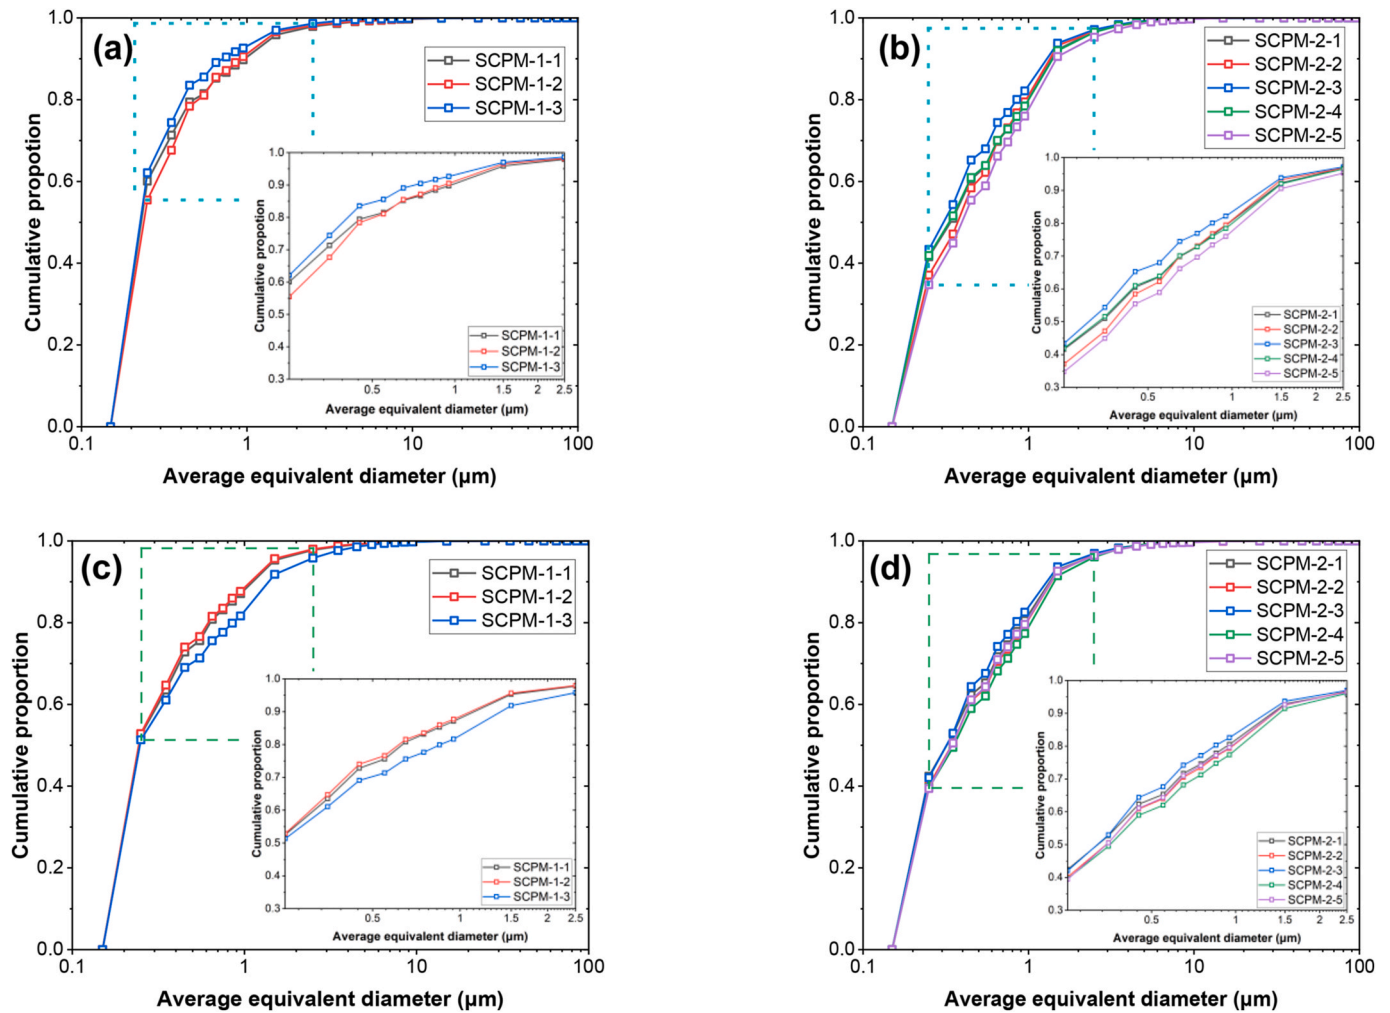 (a)
Cumulative propotion
1.0
0.8
0.6
0.4
0.2
0.0
0.1
1
10
100
Average equivalent diameter (μm)
SCPM-1-1
SCPM-1-2
SCPM-1-3
Cumulative proportion
1.0
0.9
0.8
0.7
0.6
0.5
0.4
0.3
0.5
1
1.5
2
2.5
Average equivalent diameter (μm)
SCPM-1-1
SCPM-1-2
SCPM-1-3
(b)
Cumulative propotion
1.0
0.8
0.6
0.4
0.2
0.0
0.1
1
10
100
Average equivalent diameter (μm)
SCPM-2-1
SCPM-2-2
SCPM-2-3
SCPM-2-4
SCPM-2-5
Cumulative proportion
1.0
0.9
0.8
0.7
0.6
0.5
0.4
0.3
0.5
1
1.5
2
2.5
Average equivalent diameter (μm)
SCPM-2-1
SCPM-2-2
SCPM-2-3
SCPM-2-4
SCPM-2-5
(c)
Cumulative proportion
1.0
0.8
0.6
0.4
0.2
0.0
0.1
1
10
100
Average equivalent diameter (μm)
SCPM-1-1
SCPM-1-2
SCPM-1-3
Cumulative proportion
1.0
0.9
0.8
0.7
0.6
0.5
0.4
0.3
0.5
1
1.5
2
2.5
Average equivalent diameter (μm)
SCPM-1-1
SCPM-1-2
SCPM-1-3
(d)
Cumulative proportion
1.0
0.8
0.6
0.4
0.2
0.0
0.1
1
10
100
Average equivalent diameter (μm)
SCPM-2-1
SCPM-2-2
SCPM-2-3
SCPM-2-4
SCPM-2-5
Cumulative proportion
1.0
0.9
0.8
0.7
0.6
0.5
0.4
0.3
0.5
1
1.5
2
2.5
Average equivalent diameter (μm)
SCPM-2-1
SCPM-2-2
SCPM-2-3
SCPM-2-4
SCPM-2-5